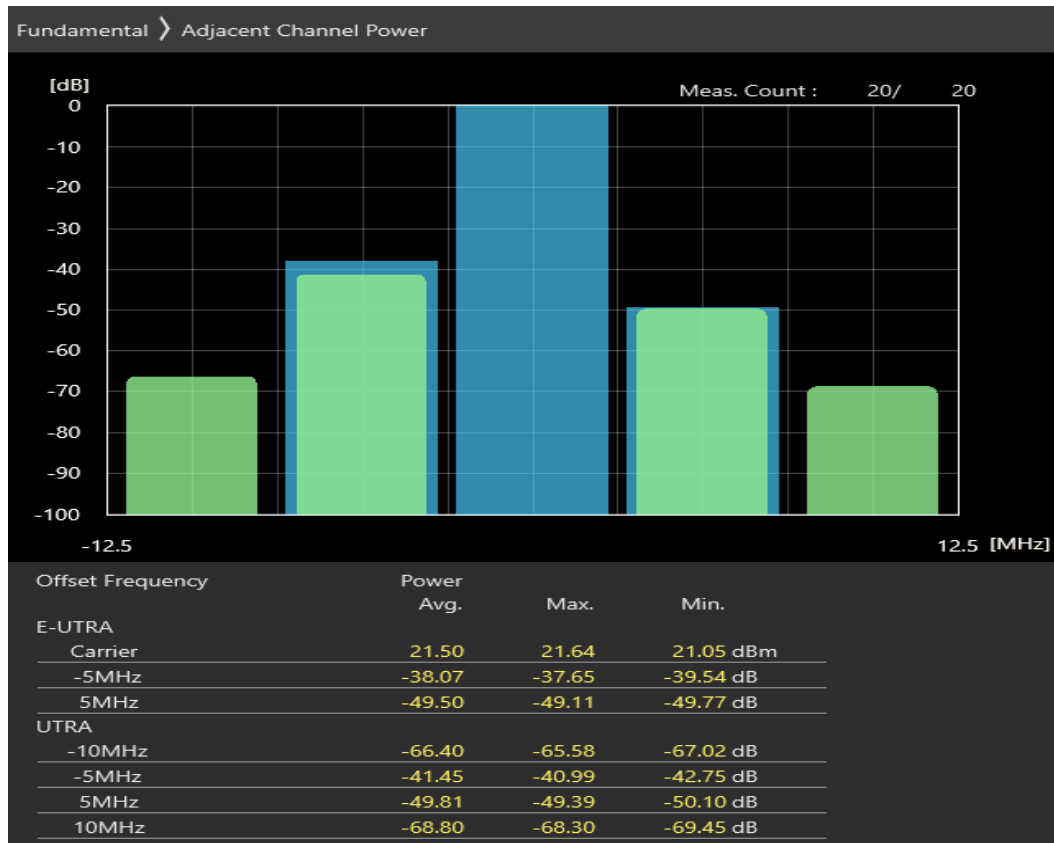 Fundamental 〉 Adjacent Channel Power
[dB]
Meas. Count : 20/ 20
0
-10
-20
-30
-40
-50
-60
-70
-80
-90
-100
-12.5 12.5 [MHz]
Offset Frequency Power
Avg. Max. Min.
E-UTRA
Carrier 21.50 21.64 21.05 dBm
-5MHz -38.07 -37.65 -39.54 dB
5MHz -49.50 -49.11 -49.77 dB
UTRA
-10MHz -66.40 -65.58 -67.02 dB
-5MHz -41.45 -40.99 -42.75 dB
5MHz -49.81 -49.39 -50.10 dB
10MHz -68.80 -68.30 -69.45 dB